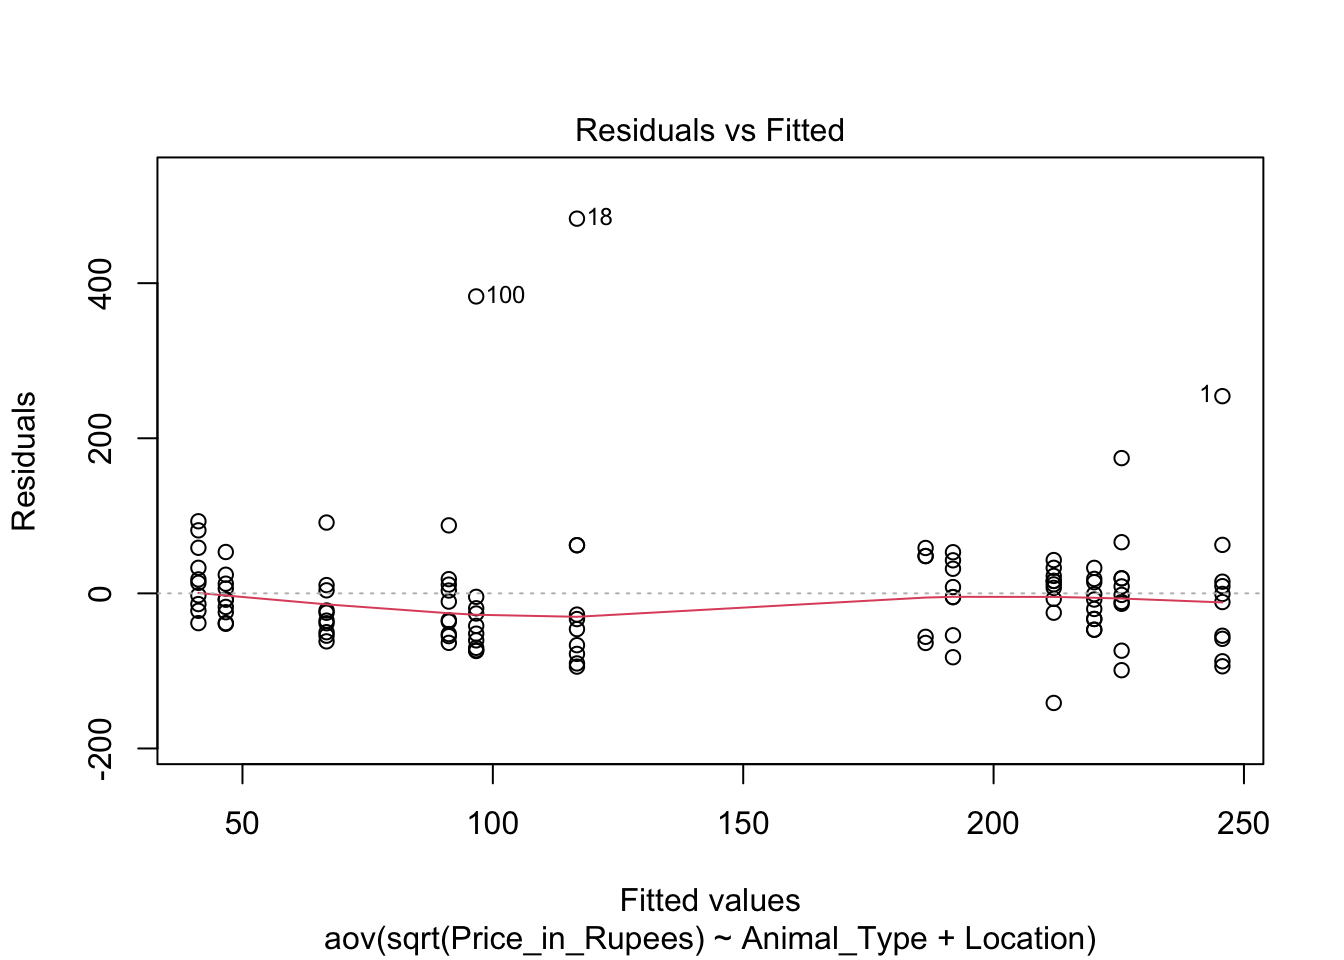 Residuals vs Fitted
18
100
1
400
200
0
-200
Residuals
50 100 150 200 250
Fitted values
aov(sqrt(Price_in_Rupees) ~ Animal_Type + Location)